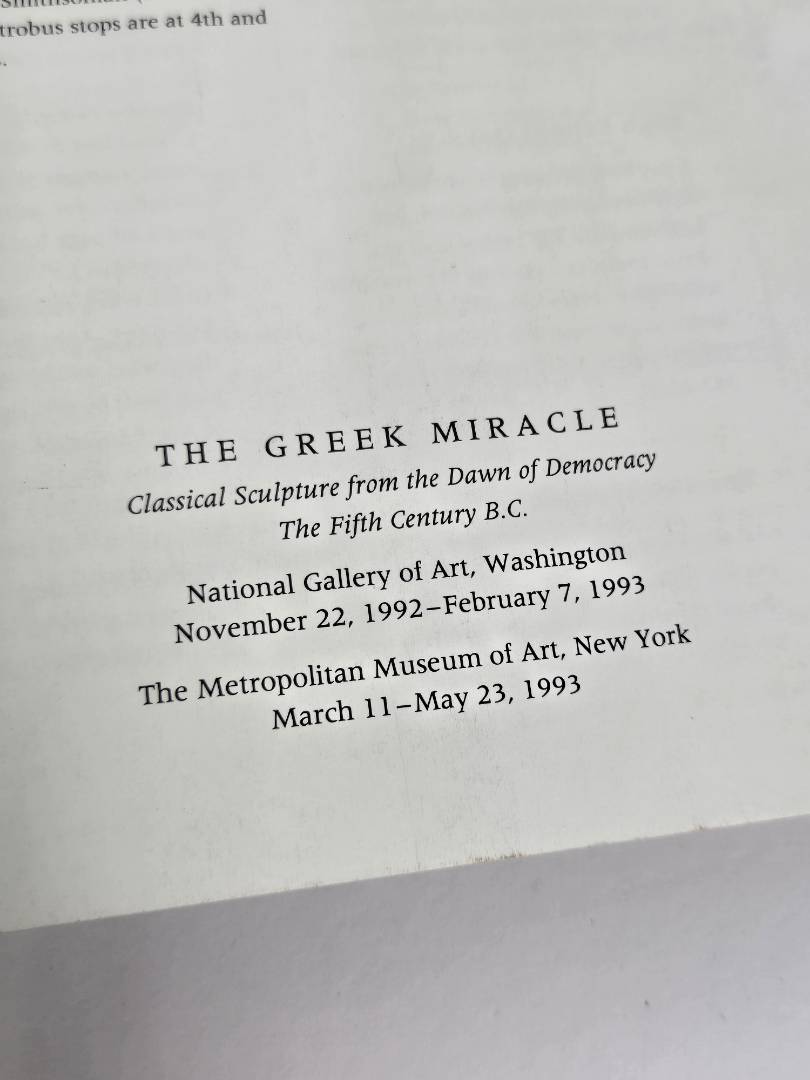 trobus stops are at 4th and
THE GREEK MIRACLE
Classical Sculpture from the Dawn of Democracy
The Fifth Century B.C.
National Gallery of Art, Washington
November 22, 1992–February 7, 1993
The Metropolitan Museum of Art, New York
March 11–May 23, 1993